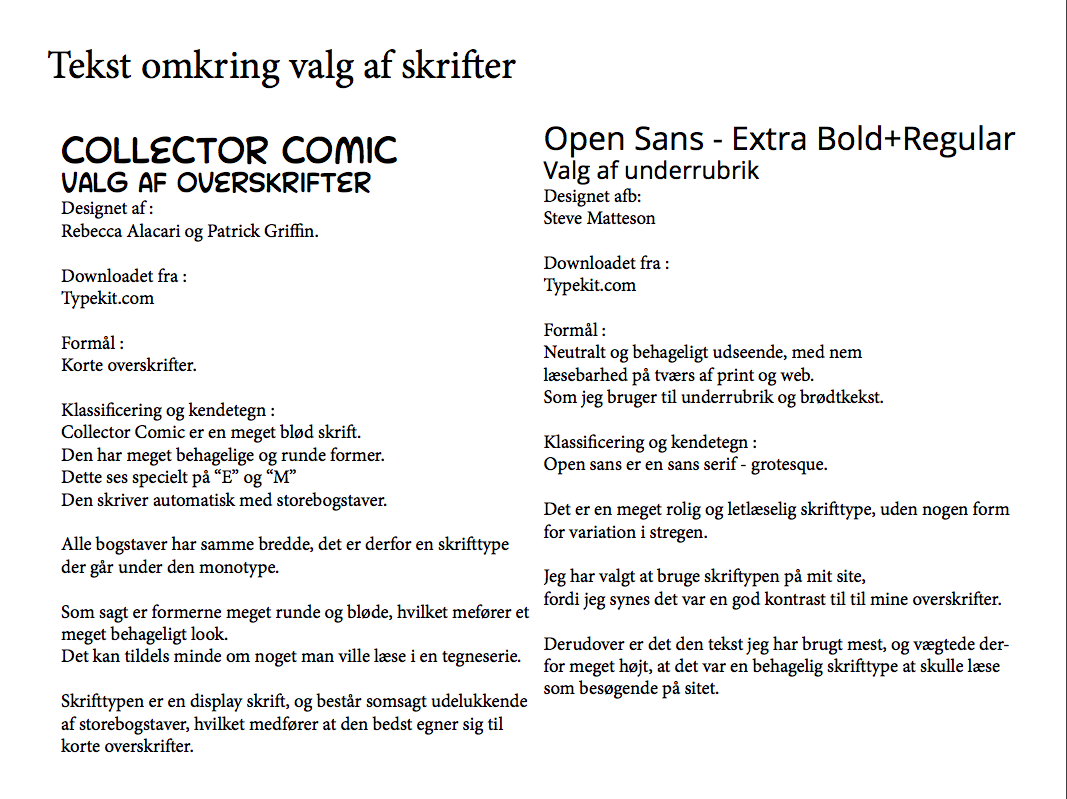 Tekst omkring valg af skrifter
COLLECTOR COMIC
VALG AF OVERSKRIFTER
Designet af :
Rebecca Alacari og Patrick Griffin.
Downloadet fra :
Typekit.com
Formål :
Korte overskrifter.
Klassificering og kendetegn :
Collector Comic er en meget blød skrift.
Den har meget behagelige og runde former.
Dette ses specielt på “E” og “M”
Den skriver automatisk med storebogstaver.
Alle bogstaver har samme bredde, det er derfor en skrifttype
der går under den monotype.
Som sagt er formerne meget runde og bløde, hvilket mefører et
meget behageligt look.
Det kan tildels minde om noget man ville læse i en tegneserie.
Skrifttypen er en display skrift, og består somsagt udelukkende
af storebogstaver, hvilket medfører at den bedst egner sig til
korte overskrifter.
Open Sans - Extra Bold+Regular
Valg af underrubrik
Designet afb:
Steve Matteson
Downloadet fra :
Typekit.com
Formål :
Neutralt og behageligt udseende, med nem
læsebarhed på tværs af print og web.
Som jeg bruger til underrubrik og brødtkekst.
Klassificering og kendetegn :
Open sans er en sans serif - grotesque.
Det er en meget rolig og letlæselig skrifttype, uden nogen form
for variation i stregen.
Jeg har valgt at bruge skriftypen på mit site,
fordi jeg synes det var en god kontrast til til mine overskrifter.
Derudover er det den tekst jeg har brugt mest, og vægtede der-
for meget højt, at det var en behagelig skrifttype at skulle læse
som besøgende på sitet.